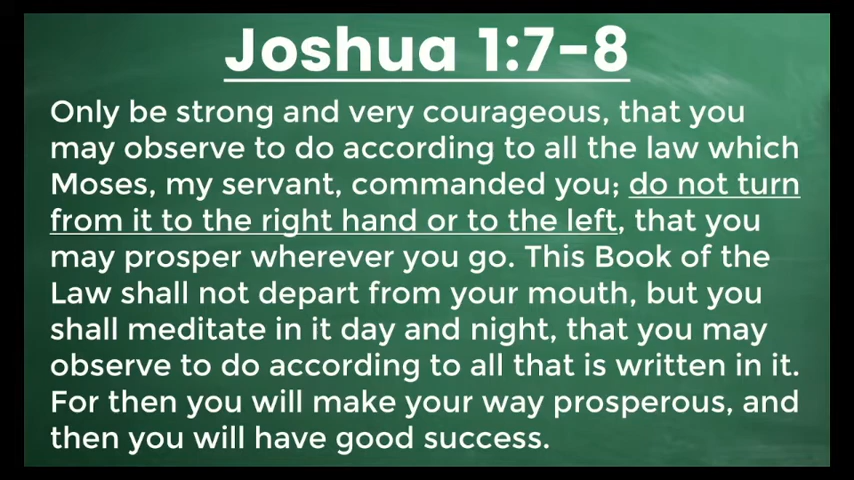 Joshua 1:7-8
Only be strong and very courageous, that you
may observe to do according to all the law which
Moses, my servant, commanded you; do not turn
from it to the right hand or to the left, that you
may prosper wherever you go. This Book of the
Law shall not depart from your mouth, but you
shall meditate in it day and night, that you may
observe to do according to all that is written in it.
For then you will make your way prosperous, and
then you will have good success.